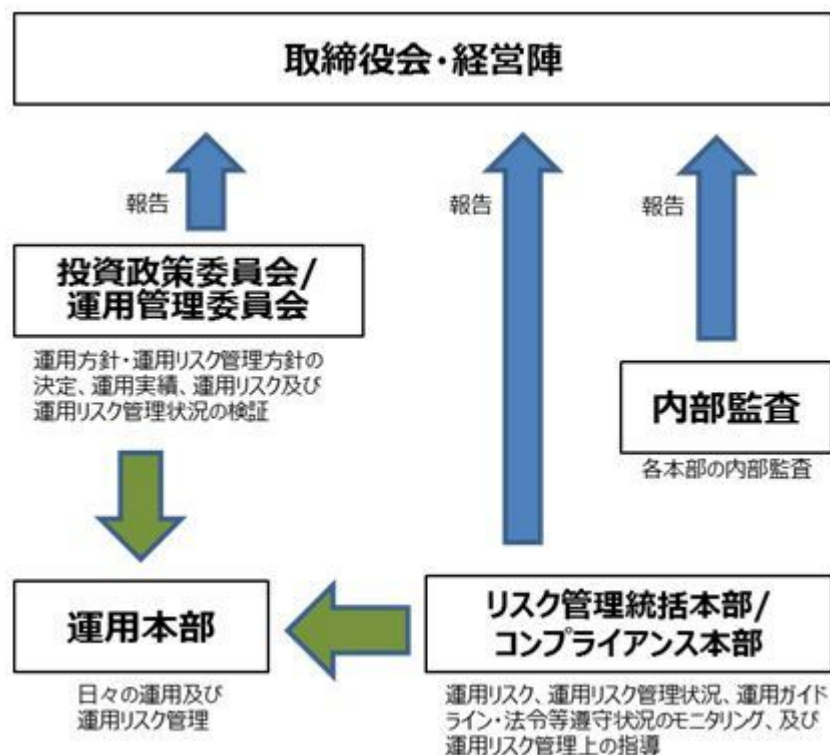 取締役会・経営陣
報告
報告
報告
投資政策委員会/
運用管理委員会
運用方針・運用リスク管理方針の
決定、運用実績、運用リスク及び
運用リスク管理状況の検証
内部監査
各本部の内部監査
運用本部
日々の運用及び
運用リスク管理
リスク管理統括本部/
コンプライアンス本部
運用リスク、運用リスク管理状況、運用ガイド
ライン・法令等遵守状況のモニタリング、及び
運用リスク管理上の指導